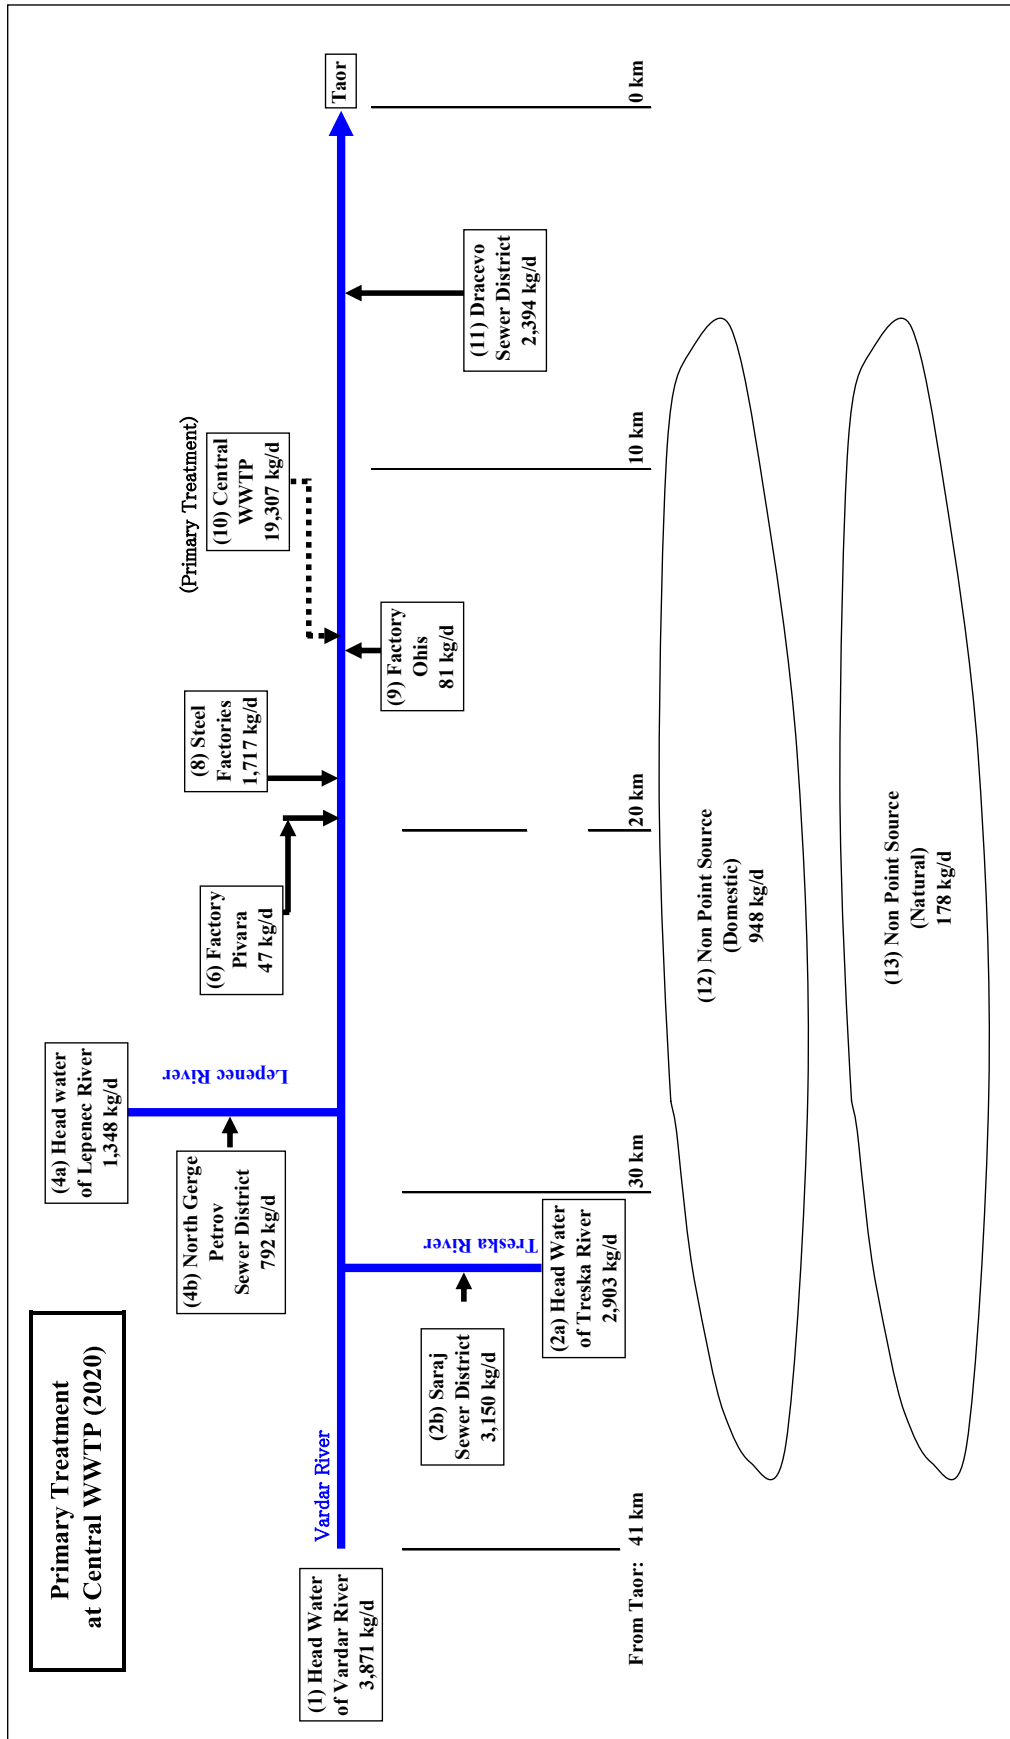 Primary Treatment
at Central WWTP (2020)
(4a) Head water
of Lepenec River
1,348 kg/d
Lepenec River
(4b) North Gerge
Petrov
Sewer District
792 kg/d
(6) Factory
Pivara
47 kg/d
(8) Steel
Factories
1,717 kg/d
(Primary Treatment)
(10) Central
WWTP
19,307 kg/d
Vardar River
(1) Head Water
of Vardar River
3,871 kg/d
Taor
(9) Factory
Ohis
81 kg/d
(11) Dracevo
Sewer District
2,394 kg/d
(2b) Saraj
Sewer District
3,150 kg/d
Treska River
(2a) Head Water
of Treska River
2,903 kg/d
From Taor: 41 km
30 km
20 km
10 km
0 km
(12) Non Point Source
(Domestic)
948 kg/d
(13) Non Point Source
(Natural)
178 kg/d